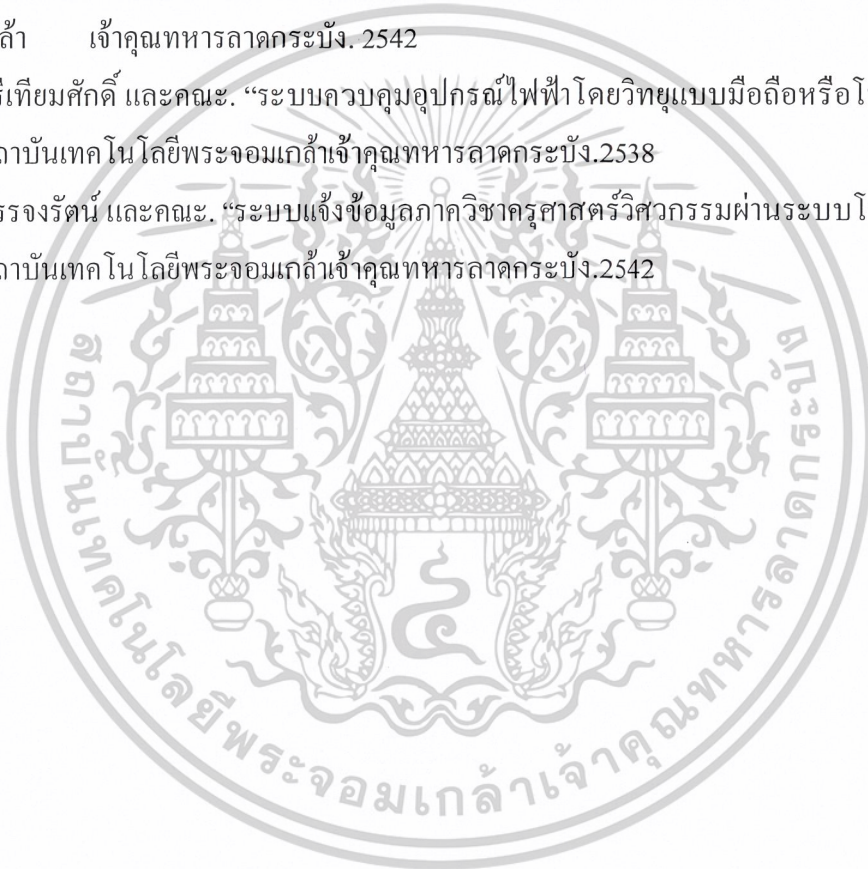 ล้า เจ้าคุณทหารลาดกระบัง. 2542
รีเทียมศักดิ์ และคณะ. “ระบบควบคุมอุปกรณ์ไฟฟ้าโดยวิทยุแบบมือถือหรือโ
าบันเทคโนโลยีพระจอมเกล้าเจ้าคุณทหารลาดกระบัง.2538
รรจงรัตน์ และคณะ. “ระบบแจ้งข้อมูลภาควิชาครุศาสตร์วิศวกรรมผ่านระบบโ
าบันเทคโนโลยีพระจอมเกล้าเจ้าคุณทหารลาดกระบัง.2542
สถาบันเทคโนโลยีพระจอมเกล้าเจ้าคุณทหารลาดกระบัง